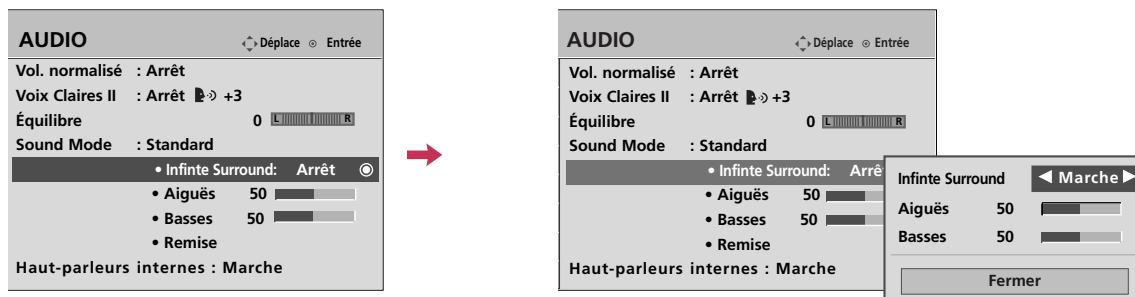 AUDIO
Déplace Entrée
Vol. normalisé : Arrêt
Voix Claires II : Arrêt +3
Équilibre 0 L R
Sound Mode : Standard
• Infinte Surround: Arrêt
• Aiguës 50
• Basses 50
• Remise
Haut-parleurs internes : Marche
AUDIO
Déplace Entrée
Vol. normalisé : Arrêt
Voix Claires II : Arrêt +3
Équilibre 0 L R
Sound Mode : Standard
• Infinte Surround: Arrê
• Aiguës 50
• Basses 50
• Remise
Haut-parleurs internes : Marche
Infinte Surround Marche
Aiguës 50
Basses 50
Fermer